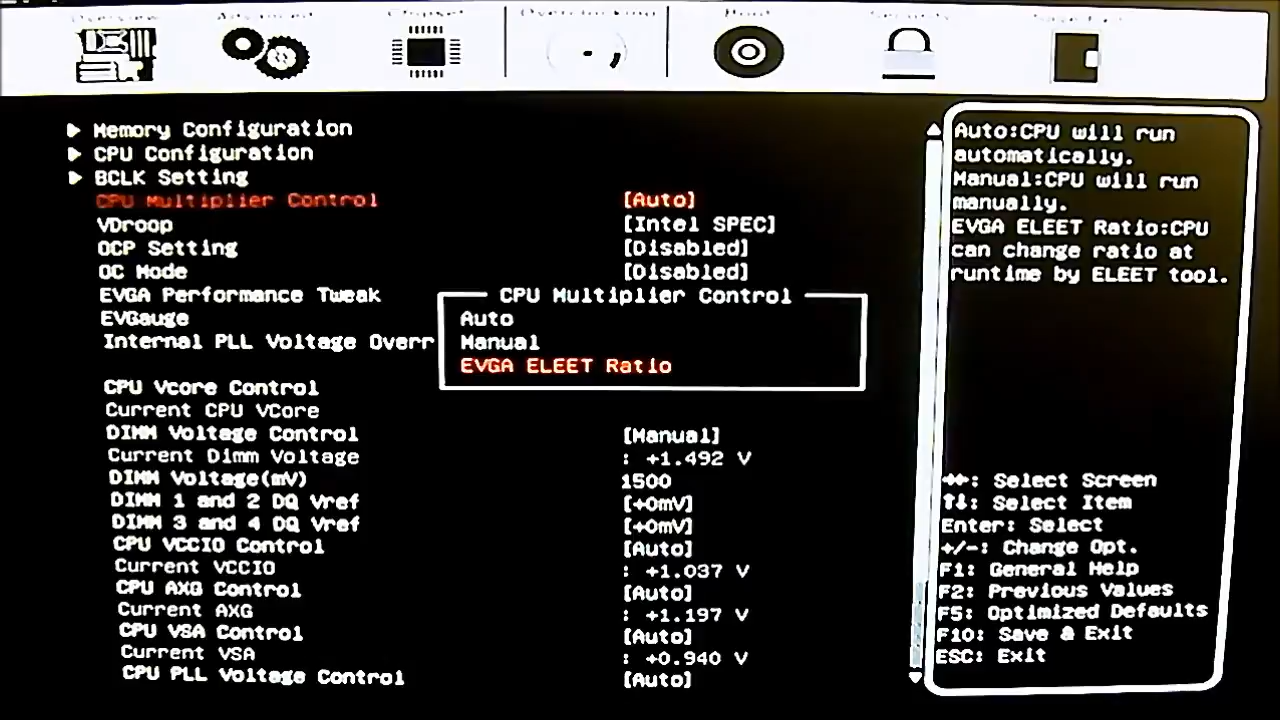 Overview Advanced Chipset Overclocking Boot Security
Memory Configuration
CPU Configuration
BCLK Setting
CPU Multiplier Control [Auto]
VDroop [Intel SPEC]
OCP Setting [Disabled]
OC Mode [Disabled]
EVGA Performance Tweak
EVGauge
Internal PLL Voltage Overr
CPU Multiplier Control
Auto
Manual
EVGA ELEET Ratio
CPU Vcore Control
Current CPU VCore
DIMM Voltage Control [Manual]
Current Dimm Voltage : +1.492 V
DIMM Voltage(mV) 1500
DIMM 1 and 2 DQ Vref [+0mV]
DIMM 3 and 4 DQ Vref [+0mV]
CPU VCCIO Control [Auto]
Current VCCIO : +1.037 V
CPU AXG Control [Auto]
Current AXG : +1.197 V
CPU VSA Control [Auto]
Current VSA : +0.940 V
CPU PLL Voltage Control [Auto]
Auto:CPU will run
automatically.
Manual:CPU will run
manually.
EVGA ELEET Ratio:CPU
can change ratio at
runtime by ELEET tool.
→←: Select Screen
↑↓: Select Item
Enter: Select
+/-: Change Opt.
F1: General Help
F2: Previous Values
F5: Optimized Defaults
F10: Save & Exit
ESC: Exit